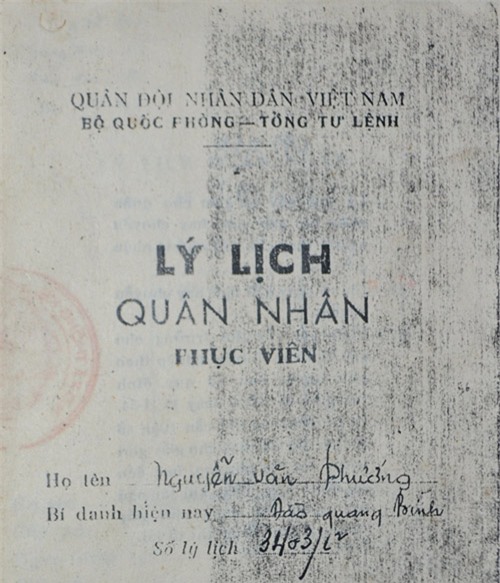 QUÂN ĐỘI NHÂN DÂN VIỆT NAM
BỘ QUỐC PHÒNG — TỔNG TƯ LỆNH
LÝ LỊCH
QUÂN NHÂN
PHỤC VIÊN
Họ tên Nguyễn văn Phương
Bí danh hiện nay Đào quang Bính
Số lý lịch